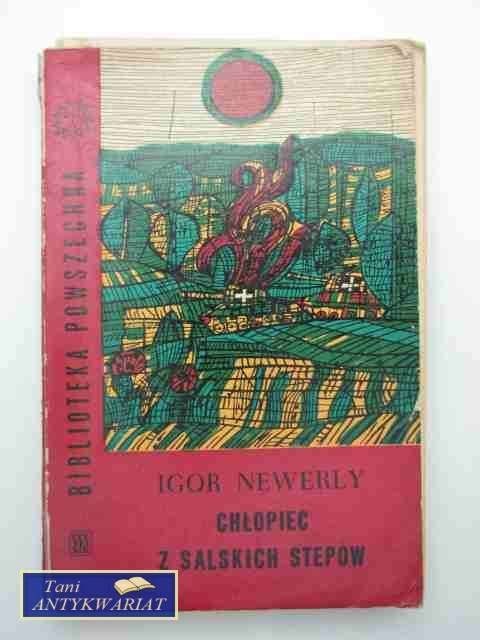 BIBLIOTEKA POWSZECHNA
IGOR NEWERLY
CHŁOPIEC
Z SALSKICH STEPÓW
Tani
ANTYKWARIAT